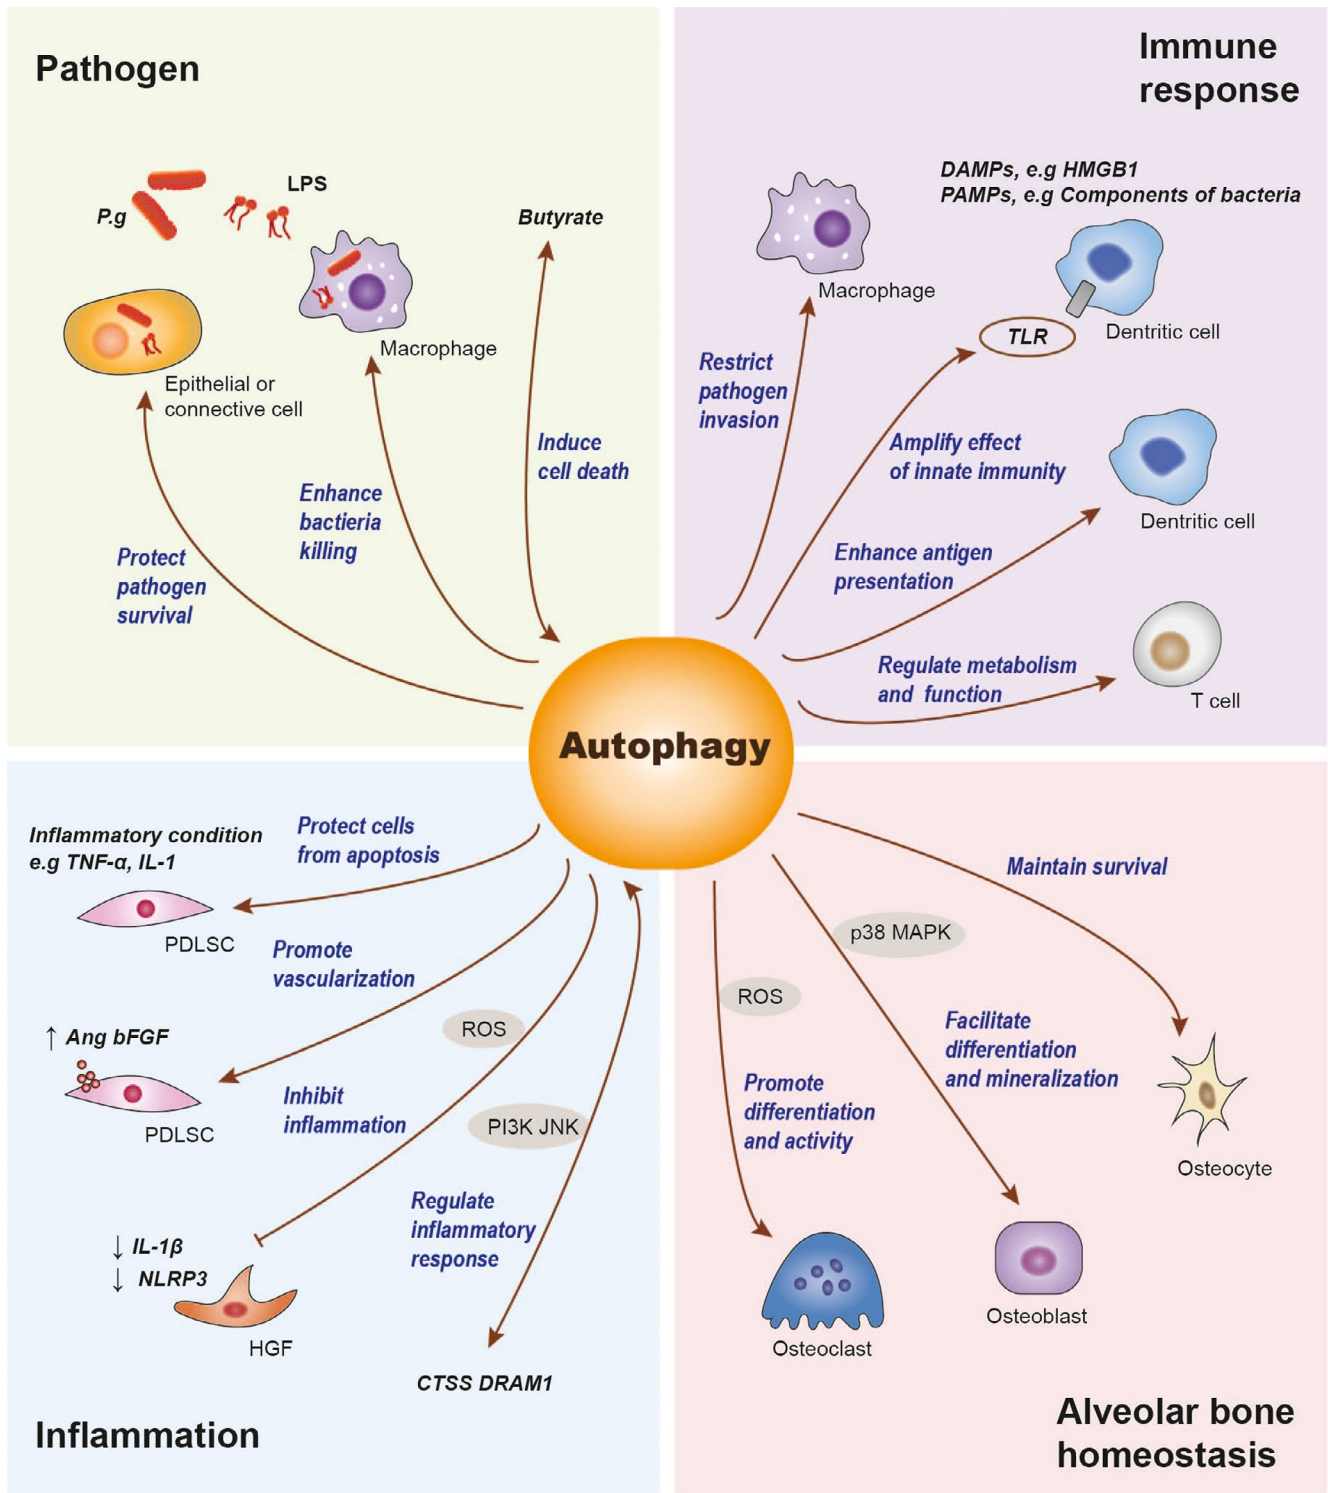 Pathogen
P.g
LPS
Butyrate
Macrophage
Epithelial or
connective cell
Induce
cell death
Enhance
bactieria
killing
Protect
pathogen
survival
Immune
response
DAMPs, e.g HMGB1
PAMPs, e.g Components of bacteria
Macrophage
TLR
Dentritic cell
Restrict
pathogen
invasion
Amplify effect
of innate immunity
Dentritic cell
Enhance antigen
presentation
Regulate metabolism
and function
T cell
Autophagy
Inflammatory condition
e.g TNF-α, IL-1
Protect cells
from apoptosis
PDLSC
Promote
vascularization
↑ Ang bFGF
PDLSC
ROS
Inhibit
inflammation
PI3K JNK
Regulate
inflammatory
response
↓ IL-1β
↓ NLRP3
HGF
CTSS DRAM1
Inflammation
Maintain survival
p38 MAPK
ROS
Facilitate
differentiation
and mineralization
Promote
differentiation
and activity
Osteocyte
Osteoblast
Osteoclast
Alveolar bone
homeostasis